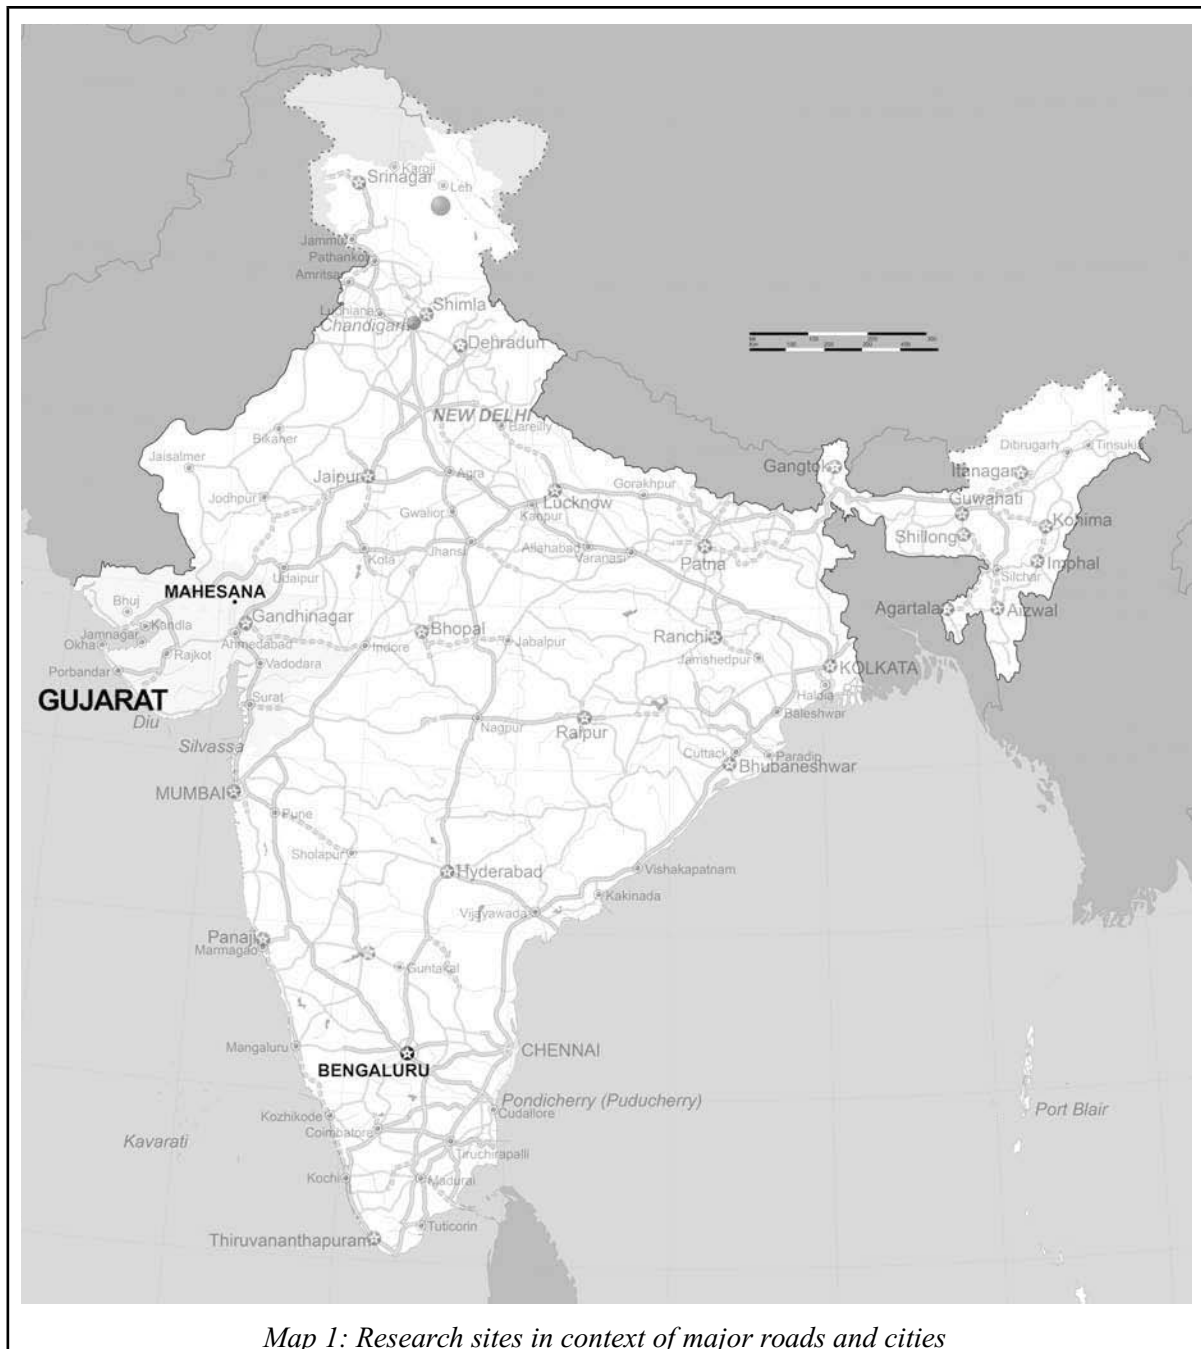 Kargil
Srinagar
Leh
Jammu
Pathankot
Amritsar
Ludhiana
Shimla
Chandigarh
Dehradun
NEW DELHI
Bareilly
Bikaner
Jaisalmer
Jaipur
Agra
Gangtok
Dibrugarh
Tinsukia
Itanagar
Jodhpur
Lucknow
Gorakhpur
Guwahati
Gwalior
Kanpur
Kohima
Shillong
Kota
Jhansi
Allahabad
Varanasi
Patna
Imphal
Udaipur
Silchar
MAHESANA
Bhuj
Gandhinagar
Agartala
Aizwal
Kandla
Jamnagar
Okha
Ahmedabad
Bhopal
Jabalpur
Ranchi
Indore
Rajkot
Jamshedpur
Vadodara
KOLKATA
Porbandar
GUJARAT
Surat
Haldia
Diu
Baleshwar
Nagpur
Raipur
Silvassa
Cuttack
Paradip
Bhubaneshwar
MUMBAI
Pune
Sholapur
Hyderabad
Vishakapatnam
Kakinada
Vijayawada
Panaji
Marmagao
Guntakal
Mangaluru
CHENNAI
BENGALURU
Pondicherry (Puducherry)
Kozhikode
Cudallore
Port Blair
Coimbatore
Kavarati
Tiruchirapalli
Kochi
Madurai
Tuticorin
Thiruvananthapuram
Map 1: Research sites in context of major roads and cities